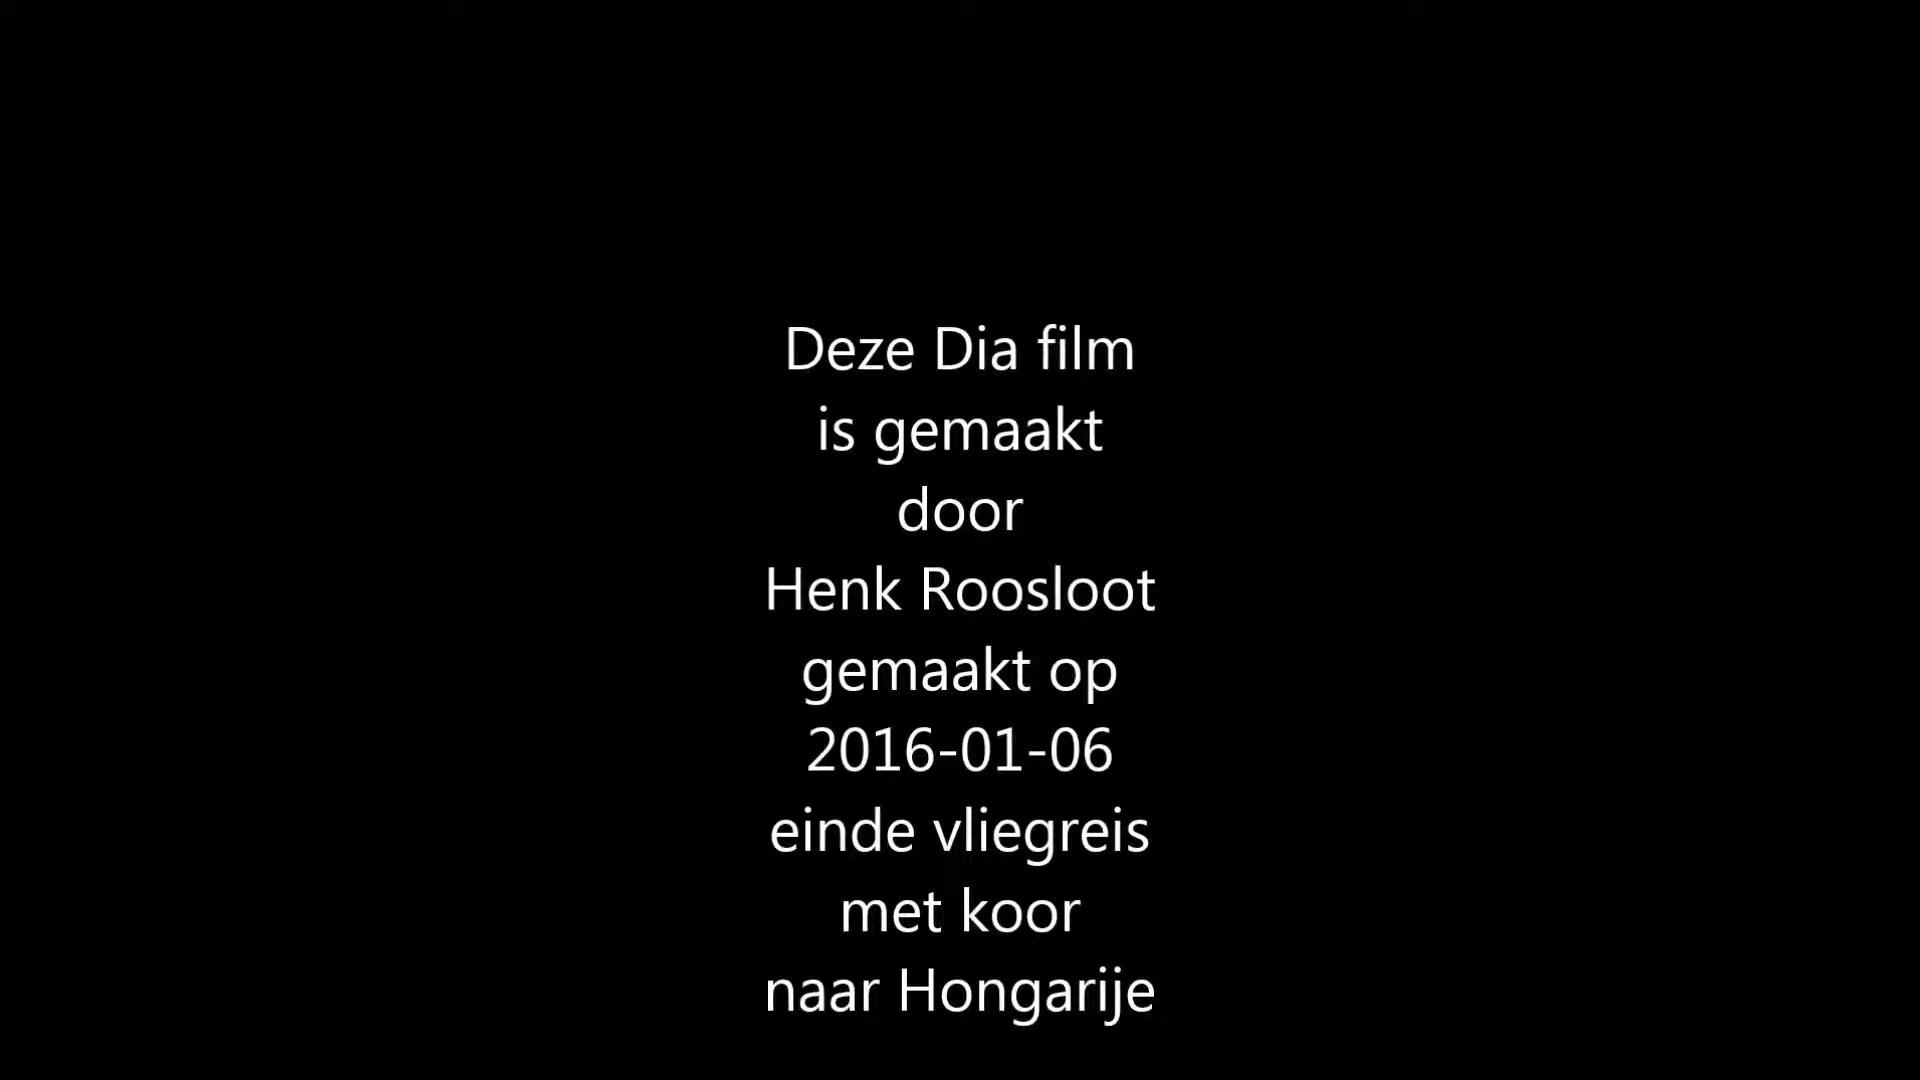 Deze Dia film
is gemaakt
door
Henk Roosloot
gemaakt op
2016-01-06
einde vliegreis
met koor
naar Hongarije